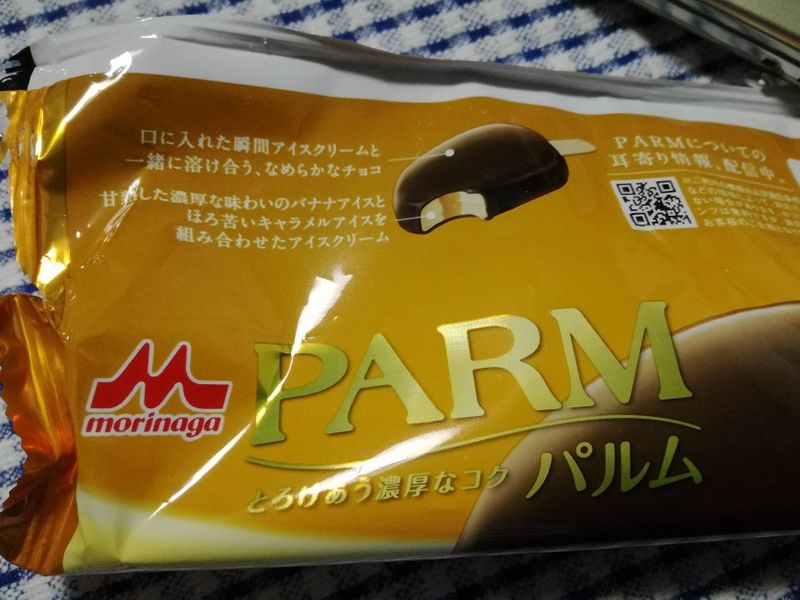 口に入れた瞬間アイスクリームと
一緒に溶け合う、なめらかなチョコ
甘熟した濃厚な味わいのバナナアイスと
ほろ苦いキャラメルアイスを
組み合わせたアイスクリーム
PARMについての
耳寄り情報、配信中。
morinaga
PARM
とろけあう濃厚なコク パルム